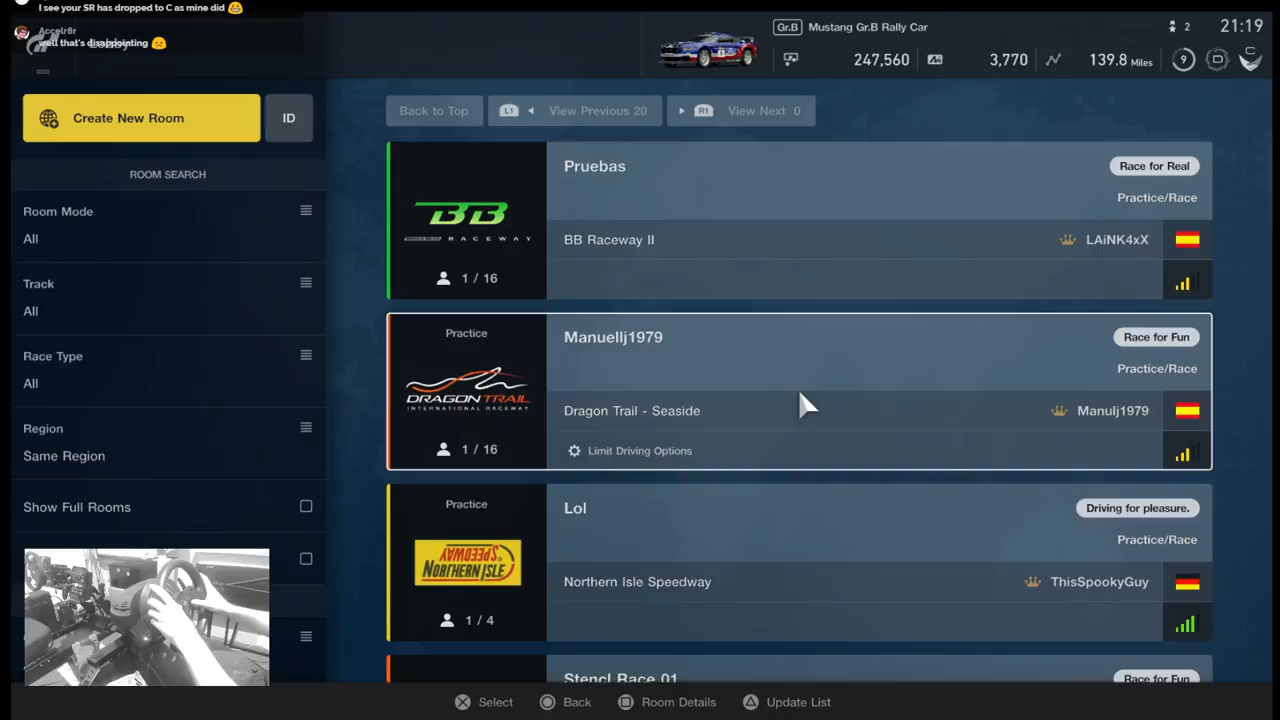 I see your SR has dropped to C as mine did
Accelr8r
well that's disappointing
Gr.B Mustang Gr.B Rally Car
2
21:19
247,560
3,770
139.8 Miles
9
D
C
Create New Room
ID
ROOM SEARCH
Room Mode
All
Track
All
Race Type
All
Region
Same Region
Show Full Rooms
Back to Top
L1 View Previous 20
R1 View Next 0
Pruebas
Race for Real
Practice/Race
BB
RACEWAY
BB Raceway II
LAiNK4xX
1 / 16
Practice
Manuellj1979
Race for Fun
Practice/Race
DRAGON TRAIL
INTERNATIONAL RACEWAY
Dragon Trail - Seaside
Manulj1979
1 / 16
Limit Driving Options
Practice
Lol
Driving for pleasure.
Practice/Race
SPEEDWAY
NORTHERN ISLE
Northern Isle Speedway
ThisSpookyGuy
1 / 4
Stencl Race 01
Race for Fun
Select
Back
Room Details
Update List